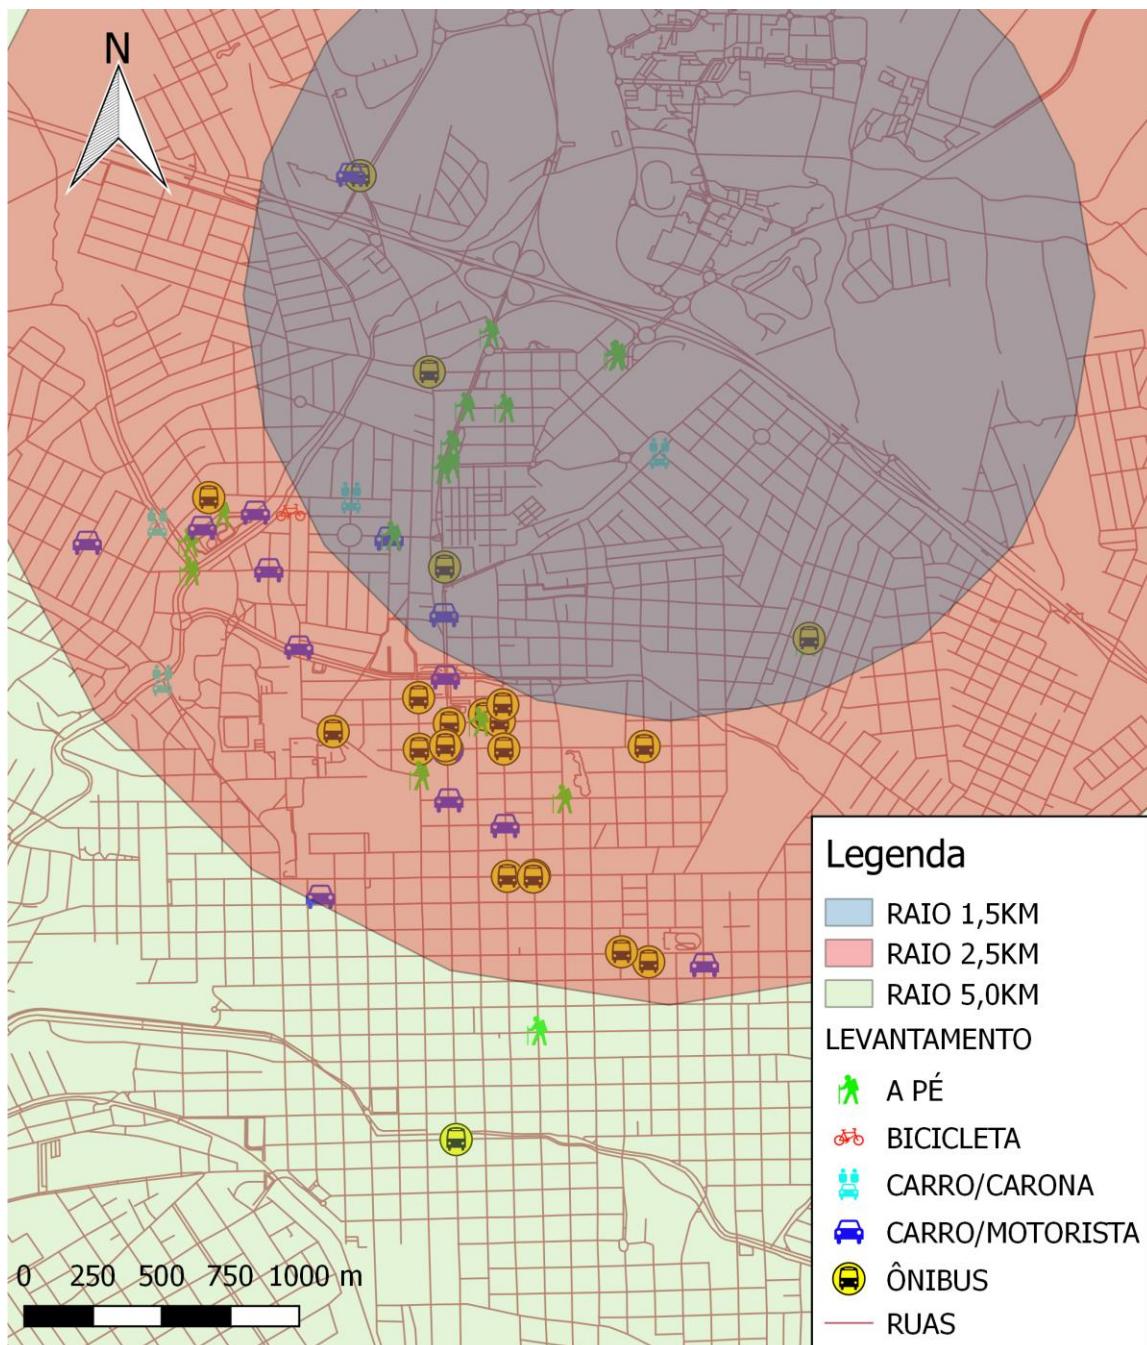 N
Legenda
RAIO 1,5KM
RAIO 2,5KM
RAIO 5,0KM
LEVANTAMENTO
A PÉ
BICICLETA
CARRO/CARONA
CARRO/MOTORISTA
ÔNIBUS
RUAS
0 250 500 750 1000 m